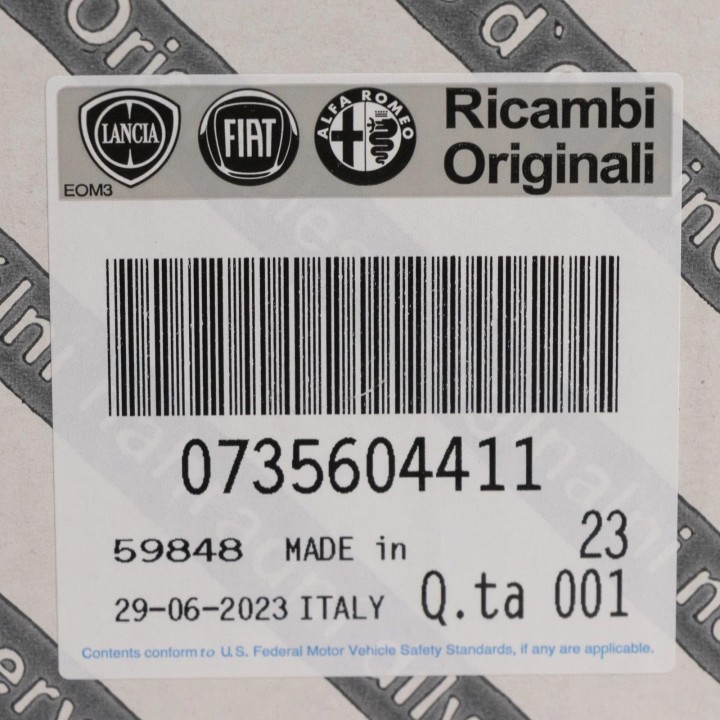 LANCIA
FIAT
ALFA ROMEO
Ricambi
Originali
EOM3
0735604411
59848 MADE in 23
29-06-2023 ITALY Q.ta 001
Contents conform to U.S. Federal Motor Vehicle Safety Standards, if any are applicable.